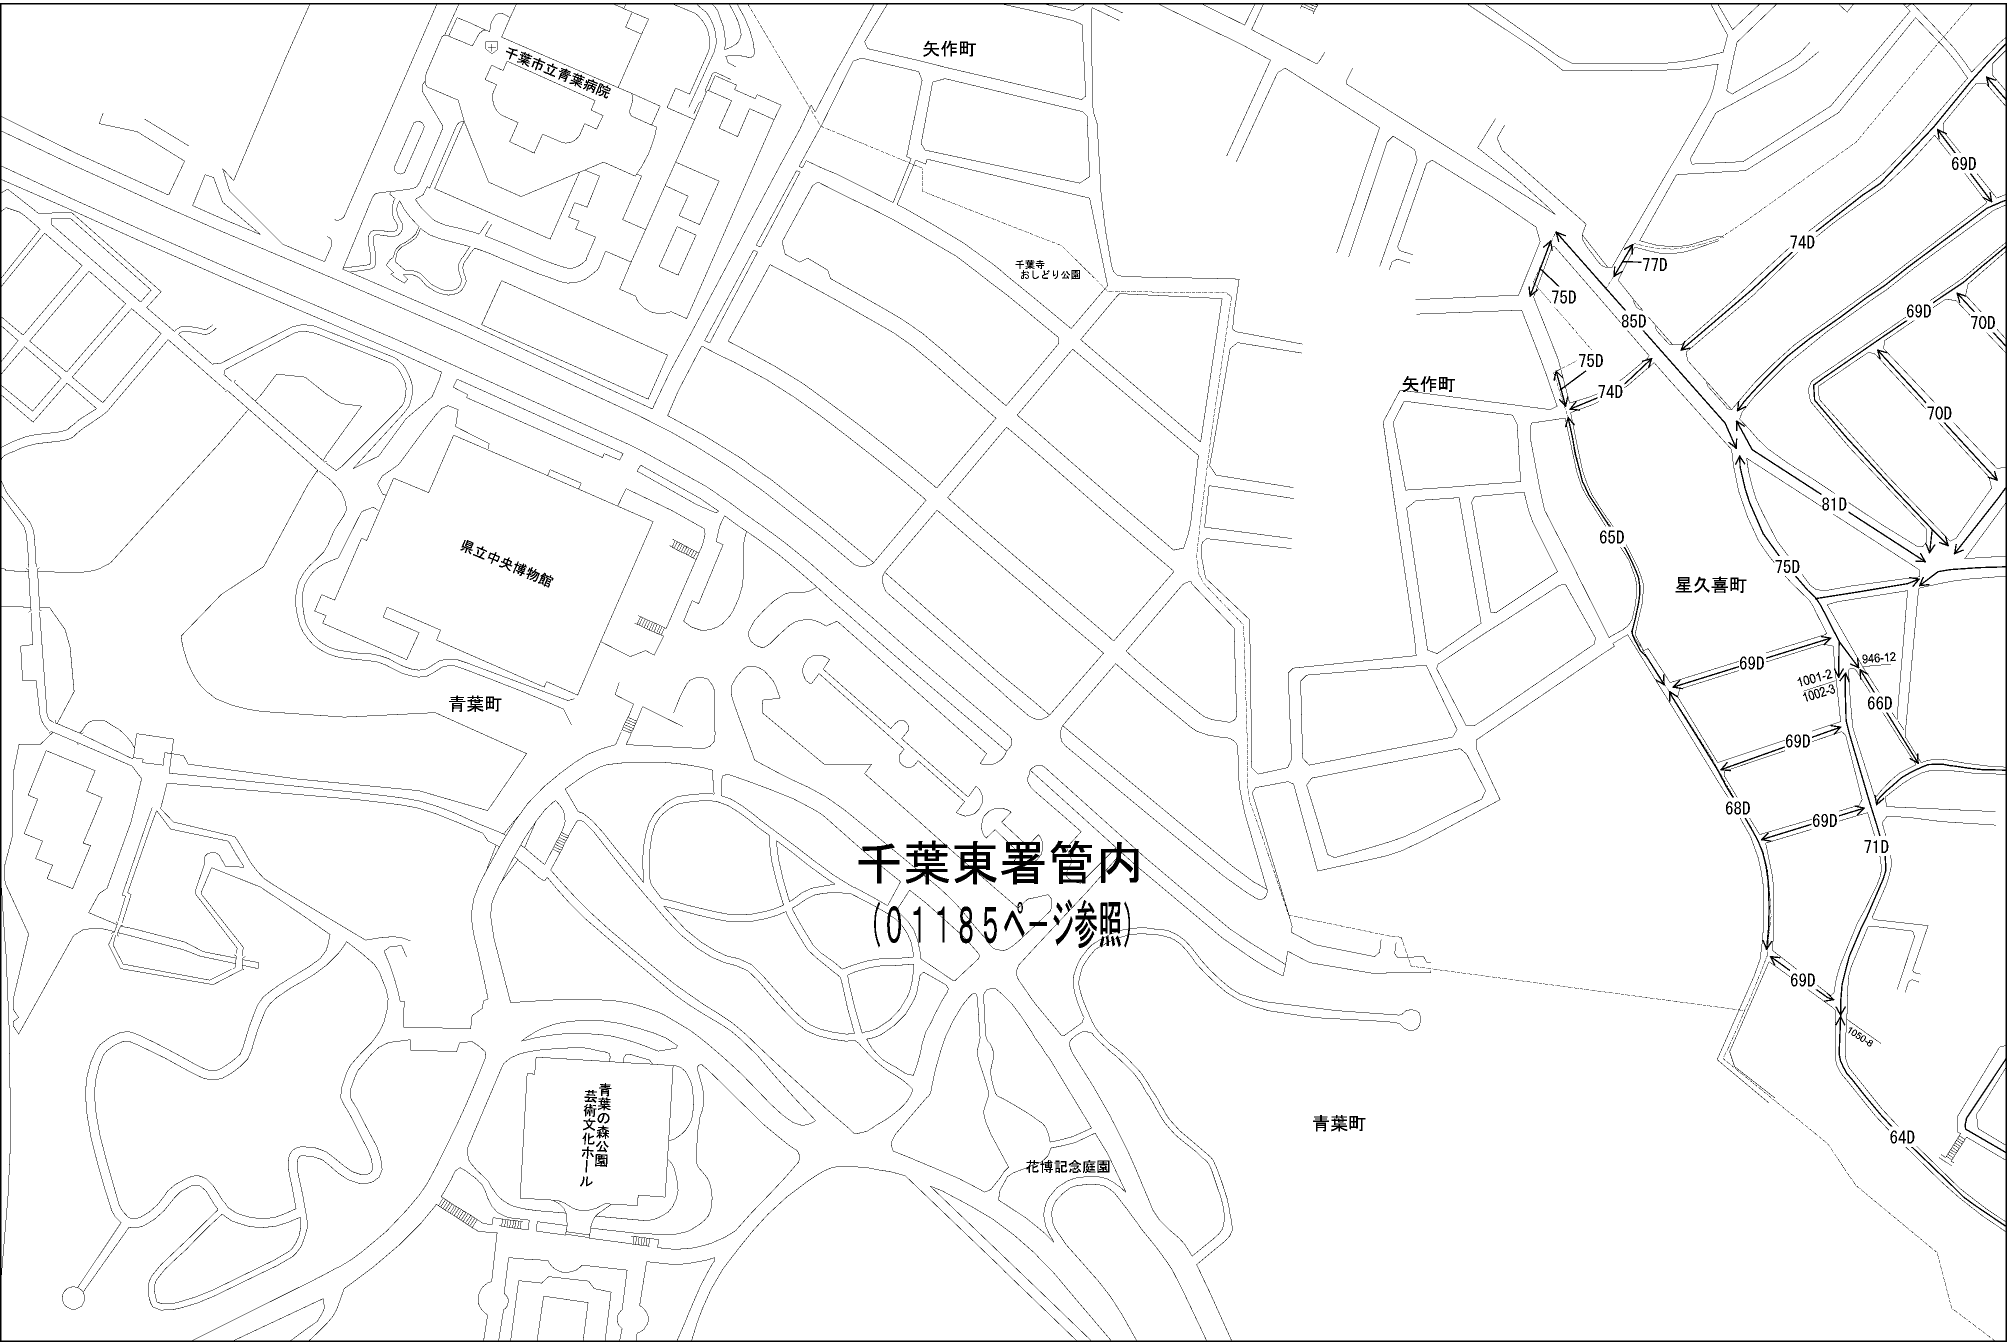 矢作町
千葉市立青葉病院
69D
74D
77D
千葉寺
おしどり公園
75D
85D
69D
70D
75D
矢作町
74D
70D
81D
65D
県立中央博物館
75D
星久喜町
946-12
69D
1001-2
1002-3
青葉町
66D
69D
68D
69D
71D
千葉東署管内
(01185ページ参照)
69D
1050-8
青葉の森公園
芸術文化ホール
青葉町
64D
花博記念庭園